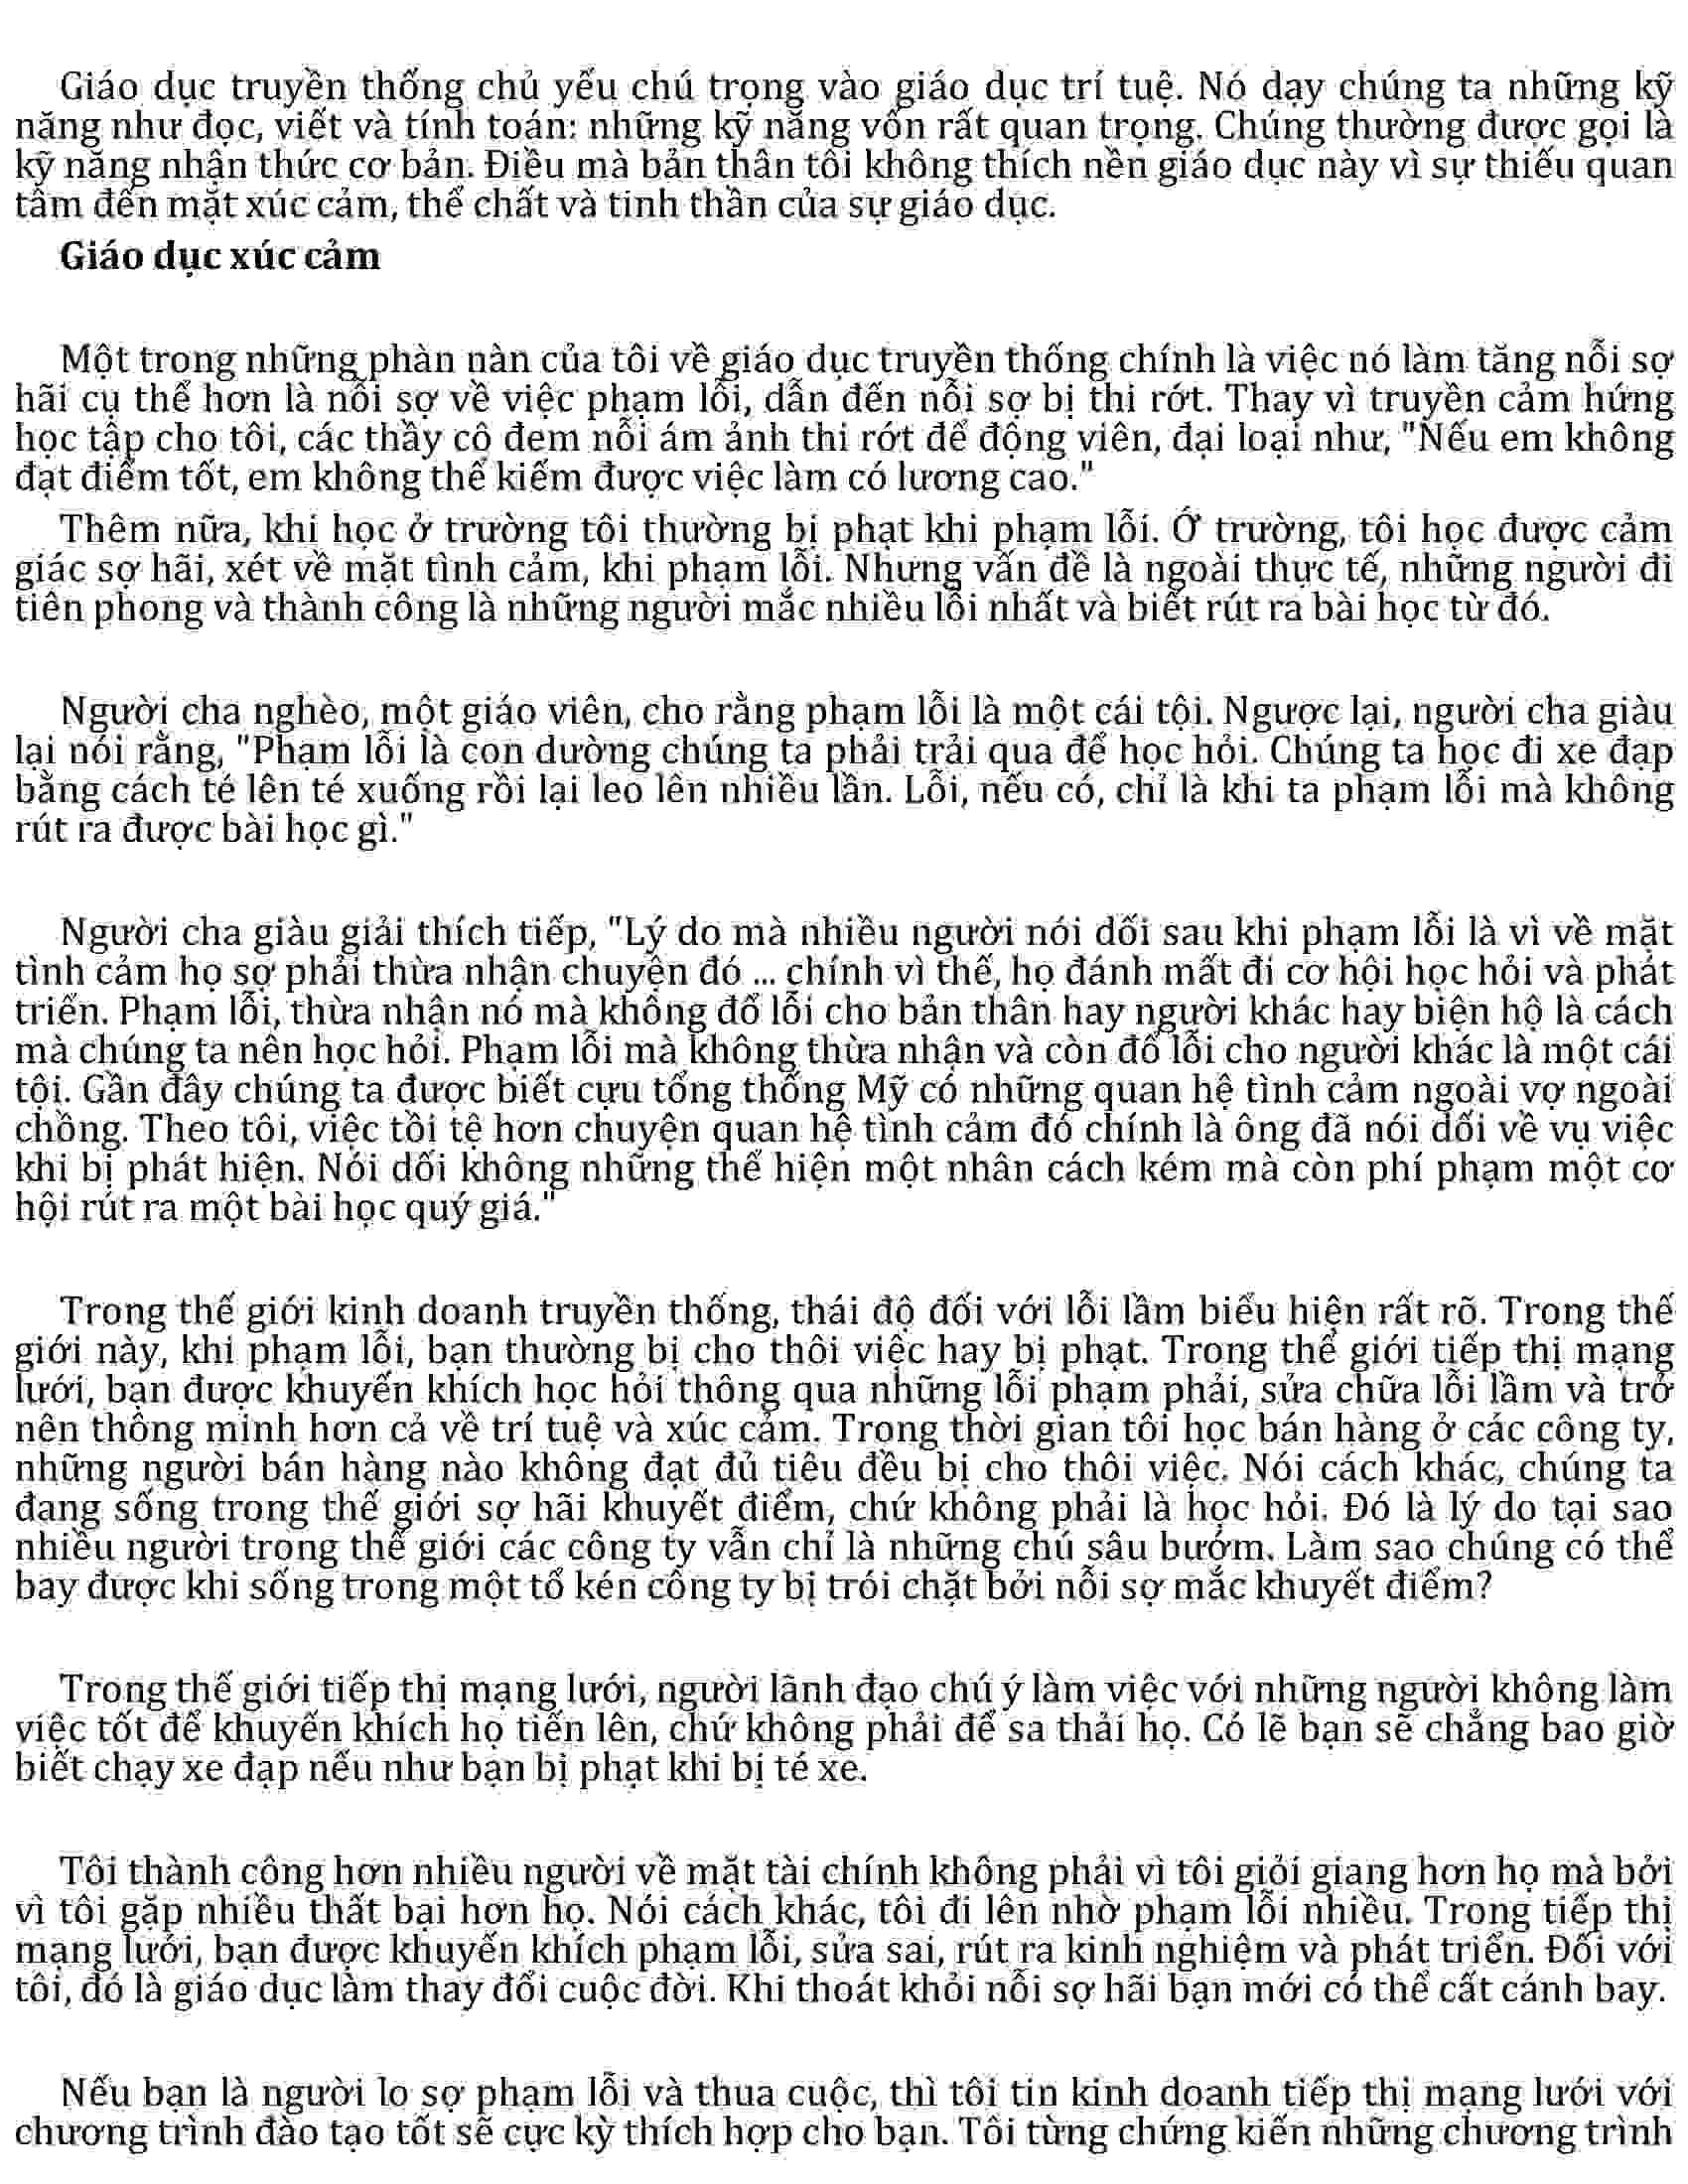 Giáo dục truyền thống chủ yếu chú trọng vào giáo dục trí tuệ. Nó dạy chúng ta những kỹ
năng như đọc, viết và tính toán: những kỹ năng vốn rất quan trọng. Chúng thường được gọi là
kỹ năng nhận thức cơ bản. Điều mà bản thân tôi không thích nền giáo dục này vì sự thiếu quan
tâm đến mặt xúc cảm, thể chất và tinh thần của sự giáo dục.
Giáo dục xúc cảm
Một trong những phàn nàn của tôi về giáo dục truyền thống chính là việc nó làm tăng nỗi sợ
hãi cụ thể hơn là nỗi sợ về việc phạm lỗi, dẫn đến nỗi sợ bị thi rớt. Thay vì truyền cảm hứng
học tập cho tôi, các thầy cô đem nỗi ám ảnh thi rớt để động viên, đại loại như, "Nếu em không
đạt điểm tốt, em không thể kiếm được việc làm có lương cao."
Thêm nữa, khi học ở trường tôi thường bị phạt khi phạm lỗi. Ở trường, tôi học được cảm
giác sợ hãi, xét về mặt tình cảm, khi phạm lỗi. Nhưng vấn đề là ngoài thực tế, những người đi
tiên phong và thành công là những người mắc nhiều lỗi nhất và biết rút ra bài học từ đó.
Người cha nghèo, một giáo viên, cho rằng phạm lỗi là một cái tội. Ngược lại, người cha giàu
lại nói rằng, "Phạm lỗi là con dường chúng ta phải trải qua để học hỏi. Chúng ta học đi xe đạp
bằng cách té lên té xuống rồi lại leo lên nhiều lần. Lỗi, nếu có, chỉ là khi ta phạm lỗi mà không
rút ra được bài học gì."
Người cha giàu giải thích tiếp, "Lý do mà nhiều người nói dối sau khi phạm lỗi là vì về mặt
tình cảm họ sợ phải thừa nhận chuyện đó ... chính vì thế, họ đánh mất đi cơ hội học hỏi và phát
triển. Phạm lỗi, thừa nhận nó mà không đổ lỗi cho bản thân hay người khác hay biện hộ là cách
mà chúng ta nên học hỏi. Phạm lỗi mà không thừa nhận và còn đổ lỗi cho người khác là một cái
tội. Gần đây chúng ta được biết cựu tổng thống Mỹ có những quan hệ tình cảm ngoài vợ ngoài
chồng. Theo tôi, việc tồi tệ hơn chuyện quan hệ tình cảm đó chính là ông đã nói dối về vụ việc
khi bị phát hiện. Nói dối không những thể hiện một nhân cách kém mà còn phí phạm một cơ
hội rút ra một bài học quý giá."
Trong thế giới kinh doanh truyền thống, thái độ đối với lỗi lầm biểu hiện rất rõ. Trong thế
giới này, khi phạm lỗi, bạn thường bị cho thôi việc hay bị phạt. Trong thế giới tiếp thị mạng
lưới, bạn được khuyến khích học hỏi thông qua những lỗi phạm phải, sửa chữa lỗi lầm và trở
nên thông minh hơn cả về trí tuệ và xúc cảm. Trong thời gian tôi học bán hàng ở các công ty,
những người bán hàng nào không đạt đủ tiêu đều bị cho thôi việc. Nói cách khác, chúng ta
đang sống trong thế giới sợ hãi khuyết điểm, chứ không phải là học hỏi. Đó là lý do tại sao
nhiều người trong thế giới các công ty vẫn chỉ là những chú sâu bướm. Làm sao chúng có thể
bay được khi sống trong một tổ kén công ty bị trói chặt bởi nỗi sợ mắc khuyết điểm?
Trong thế giới tiếp thị mạng lưới, người lãnh đạo chú ý làm việc với những người không làm
việc tốt để khuyến khích họ tiến lên, chứ không phải để sa thải họ. Có lẽ bạn sẽ chẳng bao giờ
biết chạy xe đạp nếu như bạn bị phạt khi bị té xe.
Tôi thành công hơn nhiều người về mặt tài chính không phải vì tôi giỏi giang hơn họ mà bởi
vì tôi gặp nhiều thất bại hơn họ. Nói cách khác, tôi đi lên nhờ phạm lỗi nhiều. Trong tiếp thị
mạng lưới, bạn được khuyến khích phạm lỗi, sửa sai, rút ra kinh nghiệm và phát triển. Đối với
tôi, đó là giáo dục làm thay đổi cuộc đời. Khi thoát khỏi nỗi sợ hãi bạn mới có thể cất cánh bay.
Nếu bạn là người lo sợ phạm lỗi và thua cuộc, thì tôi tin kinh doanh tiếp thị mạng lưới với
chương trình đào tạo tốt sẽ cực kỳ thích hợp cho bạn. Tôi từng chứng kiến những chương trình